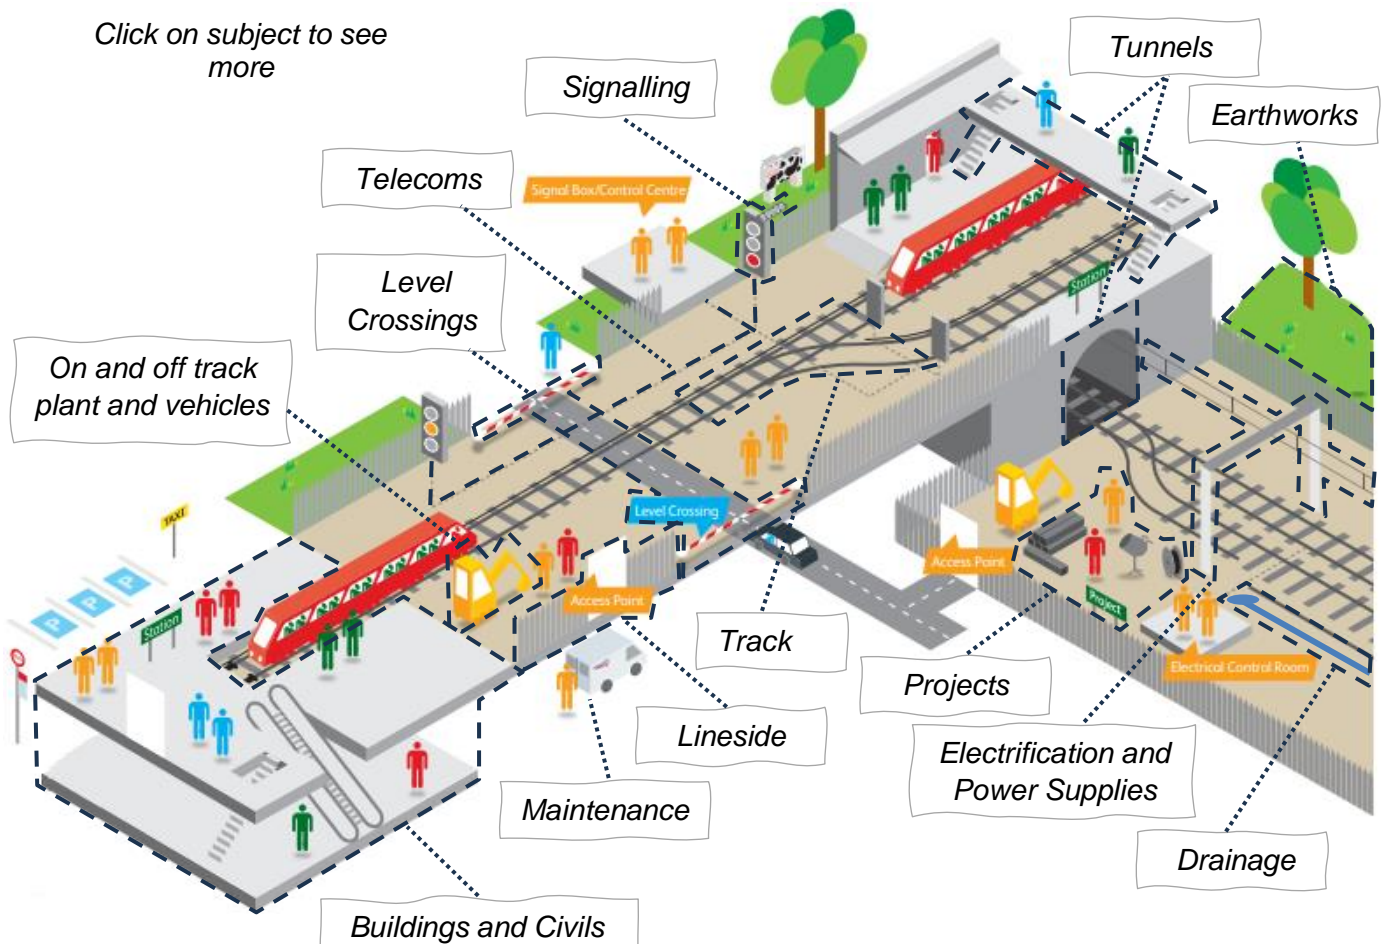 Click on subject to see
more
Tunnels
Signalling
Earthworks
Telecoms
Signal Box/Control Centre
Level
Crossings
Station
On and off track
plant and vehicles
Level Crossing
TAXI
Access Point
Access Point
P
P
P
Station
Project
Track
Electrical Control Room
Projects
Lineside
Electrification and
Power Supplies
Maintenance
Drainage
Buildings and Civils